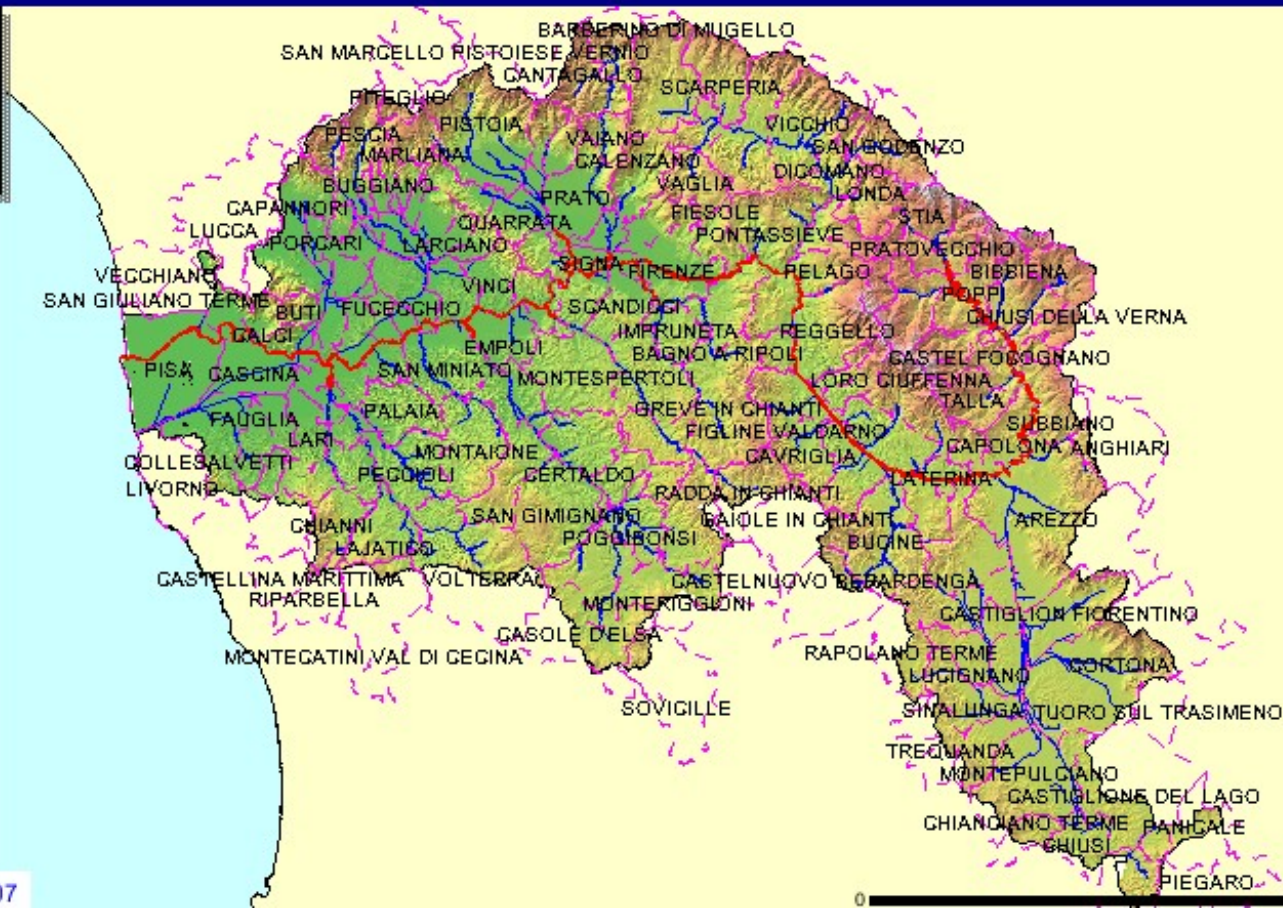 BARBERINO DI MUGELLO
SAN MARCELLO PISTOIESE VERNIO
CANTAGALLO
SCARPERIA
PITEGLIO
PISTOIA
VICCHIO
PESCIA
VAIANO
SAN GODENZO
MARLIANA
CALENZANO
DICOMANO
BUGGIANO
VAGLIA
LONDA
PRATO
CAPANNORI
FIESOLE
STIA
QUARRATA
LUCCA
PONTASSIEVE
PORCARI
LARCIANO
PRATOVECCHIO
SIGNA
FIRENZE
PELAGO
BIBBIENA
VECCHIANO
VINCI
POPPI
SAN GIULIANO TERME
FUCECCHIO
SCANDICCI
BUTI
CHIUSI DELLA VERNA
CALCI
IMPRUNETA
REGGELLO
EMPOLI
BAGNO A RIPOLI
CASTEL FOCOGNANO
PISA
CASCINA
SAN MINIATO
MONTESPERTOLI
LORO CIUFFENNA
TALLA
FAUGLIA
PALAIA
GREVE IN CHIANTI
SUBBIANO
LARI
FIGLINE VALDARNO
CAPOLONA
ANGHIARI
MONTAIONE
CAVRIGLIA
COLLESALVETTI
PECCIOLI
CERTALDO
LATERINA
LIVORNO
RADDA IN CHIANTI
SAN GIMIGNANO
GAIOLE IN CHIANTI
AREZZO
CHIANNI
POGGIBONSI
BUCINE
LAJATICO
CASTELLINA MARITTIMA
VOLTERRA
CASTELNUOVO BERARDENGA
RIPARBELLA
MONTERIGGIONI
CASTIGLION FIORENTINO
CASOLE D'ELSA
MONTECATINI VAL DI CECINA
RAPOLANO TERME
CORTONA
LUCIGNANO
SOVICILLE
SINALUNGA
TUORO SUL TRASIMENO
TREQUANDA
MONTEPULCIANO
CASTIGLIONE DEL LAGO
CHIANCIANO TERME
PANICALE
CHIUSI
PIEGARO
07
0